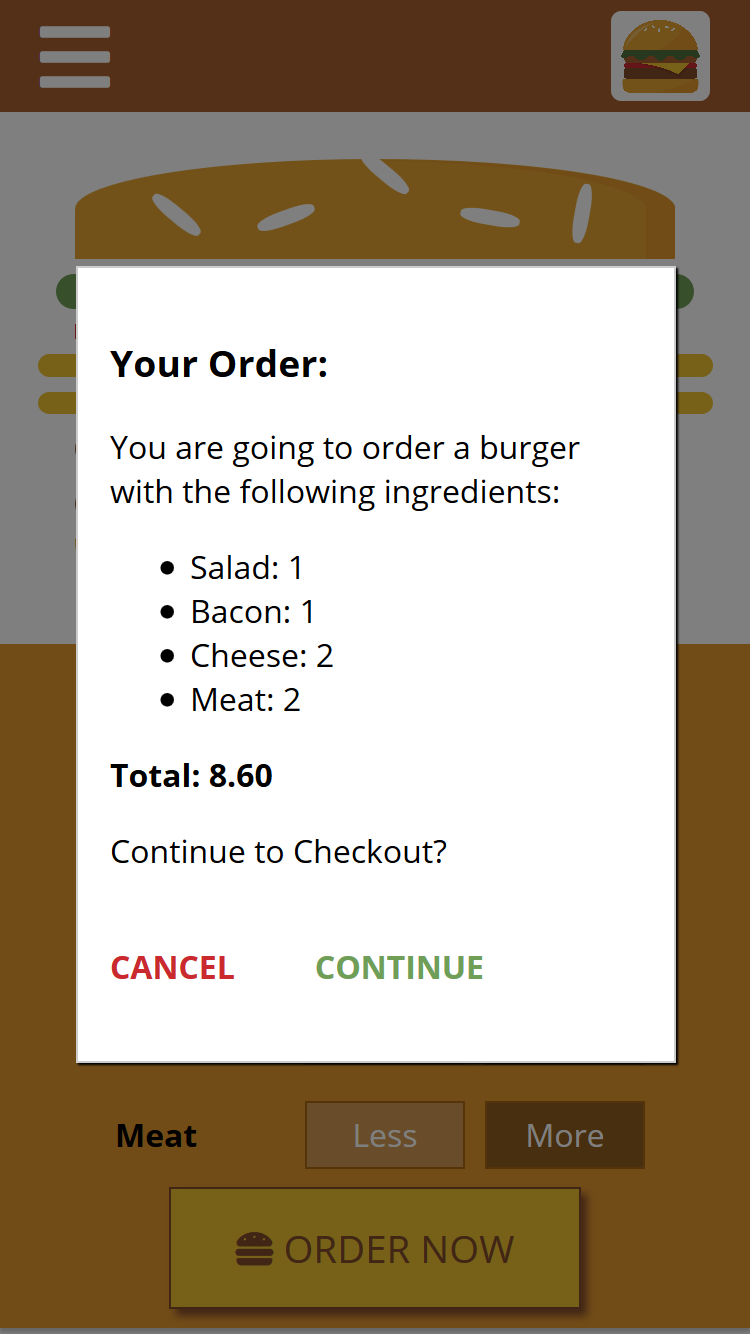 Your Order:
You are going to order a burger
with the following ingredients:
Salad: 1
Bacon: 1
Cheese: 2
Meat: 2
Total: 8.60
Continue to Checkout?
CANCEL CONTINUE
Meat Less More
ORDER NOW